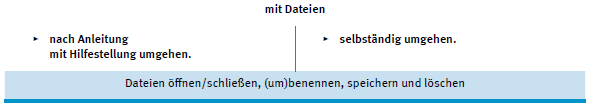 mit Dateien
▸ nach Anleitung
mit Hilfestellung umgehen.
▸ selbständig umgehen.
Dateien öffnen/schließen, (um)benennen, speichern und löschen